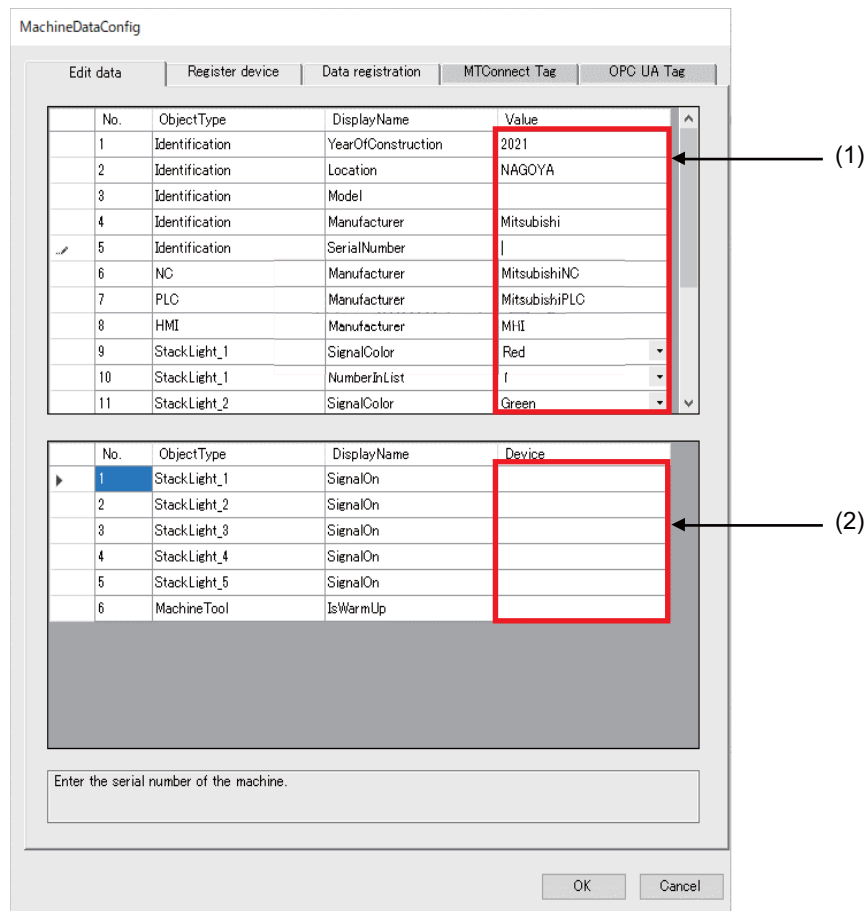 MachineDataConfig
Edit data Register device Data registration MTConnect Tag OPC UA Tag
No. ObjectType DisplayName Value
1 Identification YearOfConstruction 2021
2 Identification Location NAGOYA
3 Identification Model
4 Identification Manufacturer Mitsubishi
5 Identification SerialNumber
6 NC Manufacturer MitsubishiNC
7 PLC Manufacturer MitsubishiPLC
8 HMI Manufacturer MHI
9 StackLight_1 SignalColor Red
10 StackLight_1 NumberInList 1
11 StackLight_2 SignalColor Green
(1)
No. ObjectType DisplayName Device
1 StackLight_1 SignalOn
2 StackLight_2 SignalOn
3 StackLight_3 SignalOn
4 StackLight_4 SignalOn
5 StackLight_5 SignalOn
6 MachineTool IsWarmUp
(2)
Enter the serial number of the machine.
OK Cancel